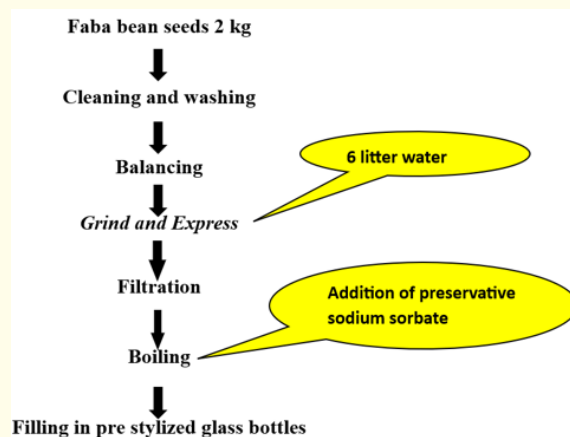 Faba bean seeds 2 kg
Cleaning and washing
Balancing
6 litter water
Grind and Express
Filtration
Addition of preservative
sodium sorbate
Boiling
Filling in pre stylized glass bottles